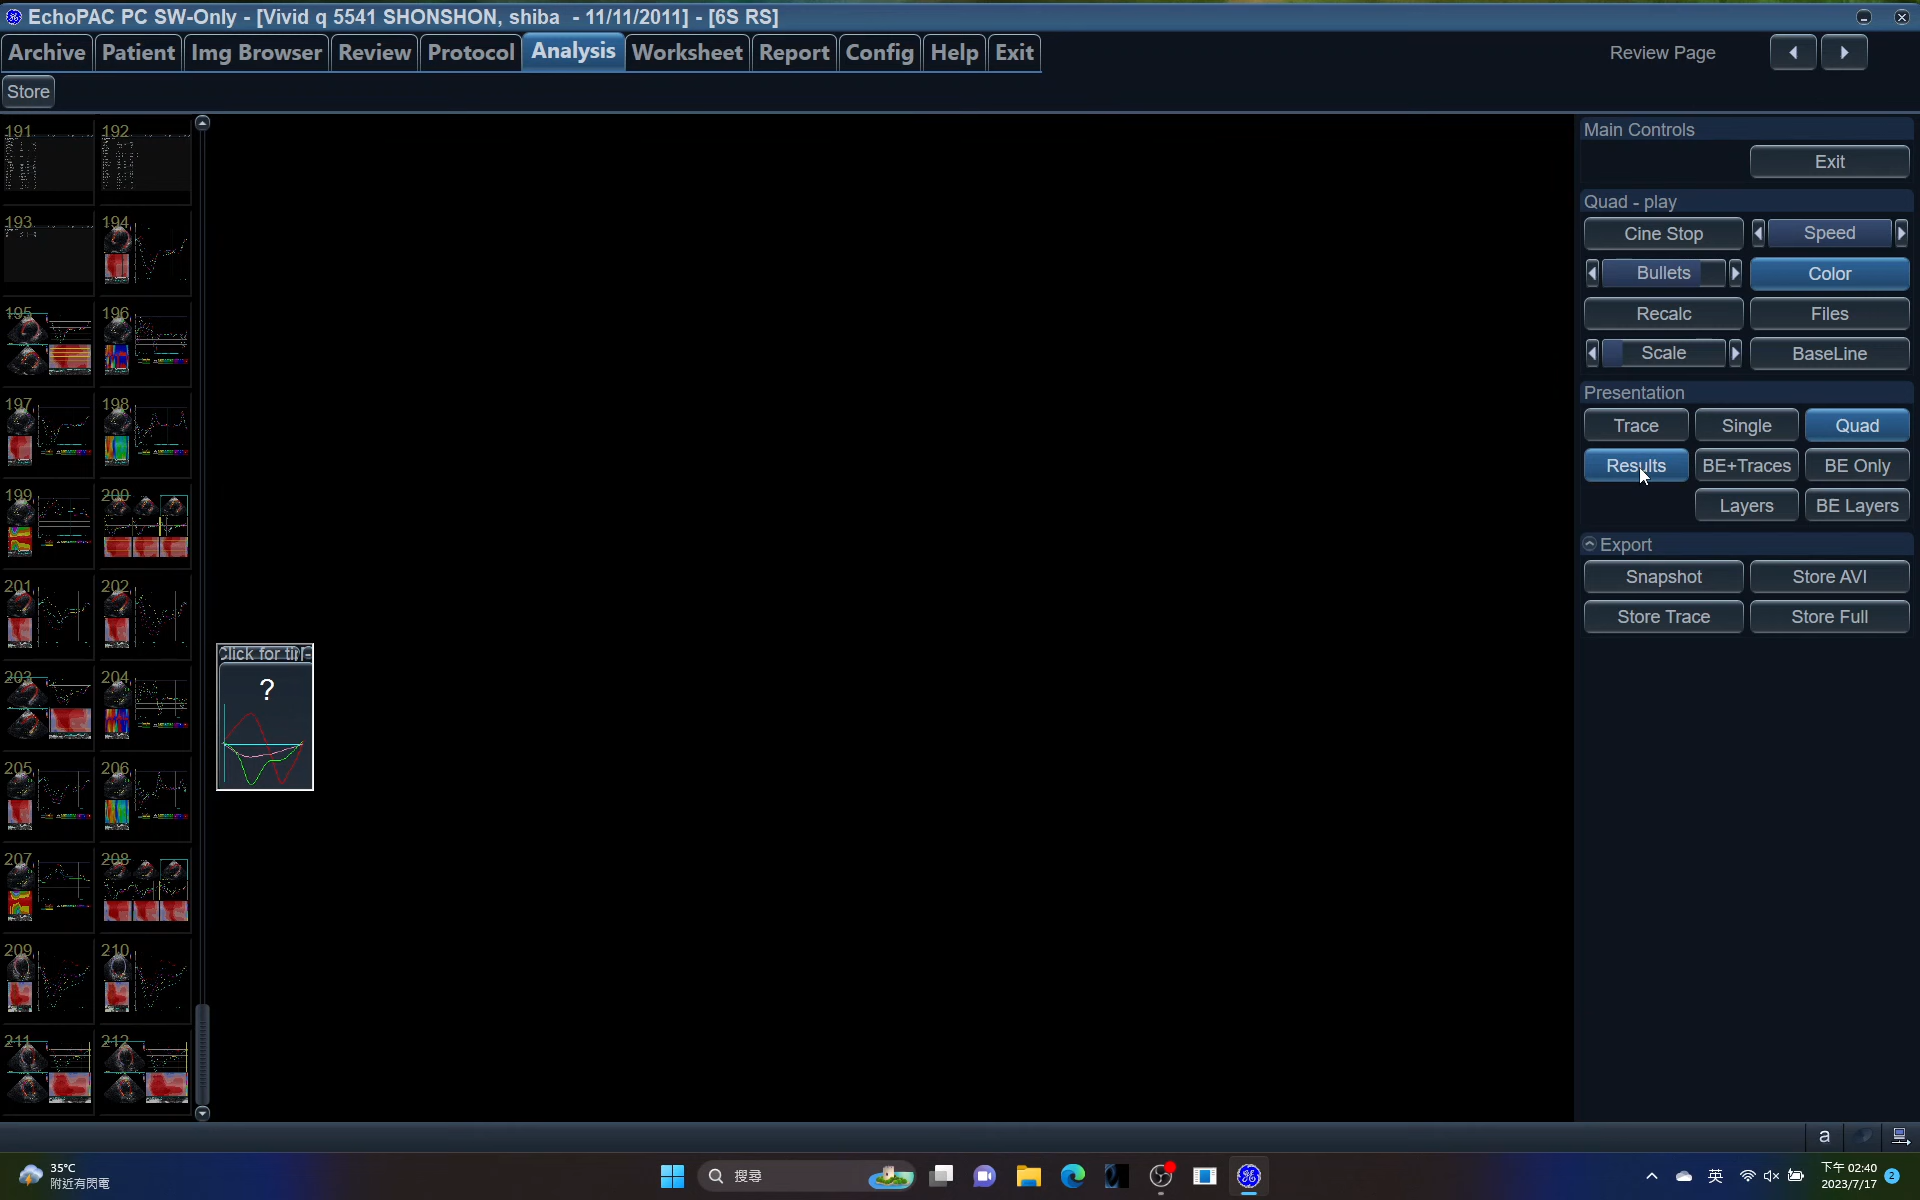 EchoPAC PC SW-Only - [Vivid q 5541 SHONSHON, shiba - 11/11/2011] - [6S RS]
Archive Patient Img Browser Review Protocol Analysis Worksheet Report Config Help Exit Review Page
Store
191 192
193 194
195 196
197 198
199 200
201 202
203 204
205 206
207 208
209 210
211 212
Click for ti
?
Main Controls
Exit
Quad - play
Cine Stop Speed
Bullets Color
Recalc Files
Scale BaseLine
Presentation
Trace Single Quad
Results BE+Traces BE Only
Layers BE Layers
Export
Snapshot Store AVI
Store Trace Store Full
a
35°C
附近有閃電
搜尋
英
下午 02:40
2023/7/17
2